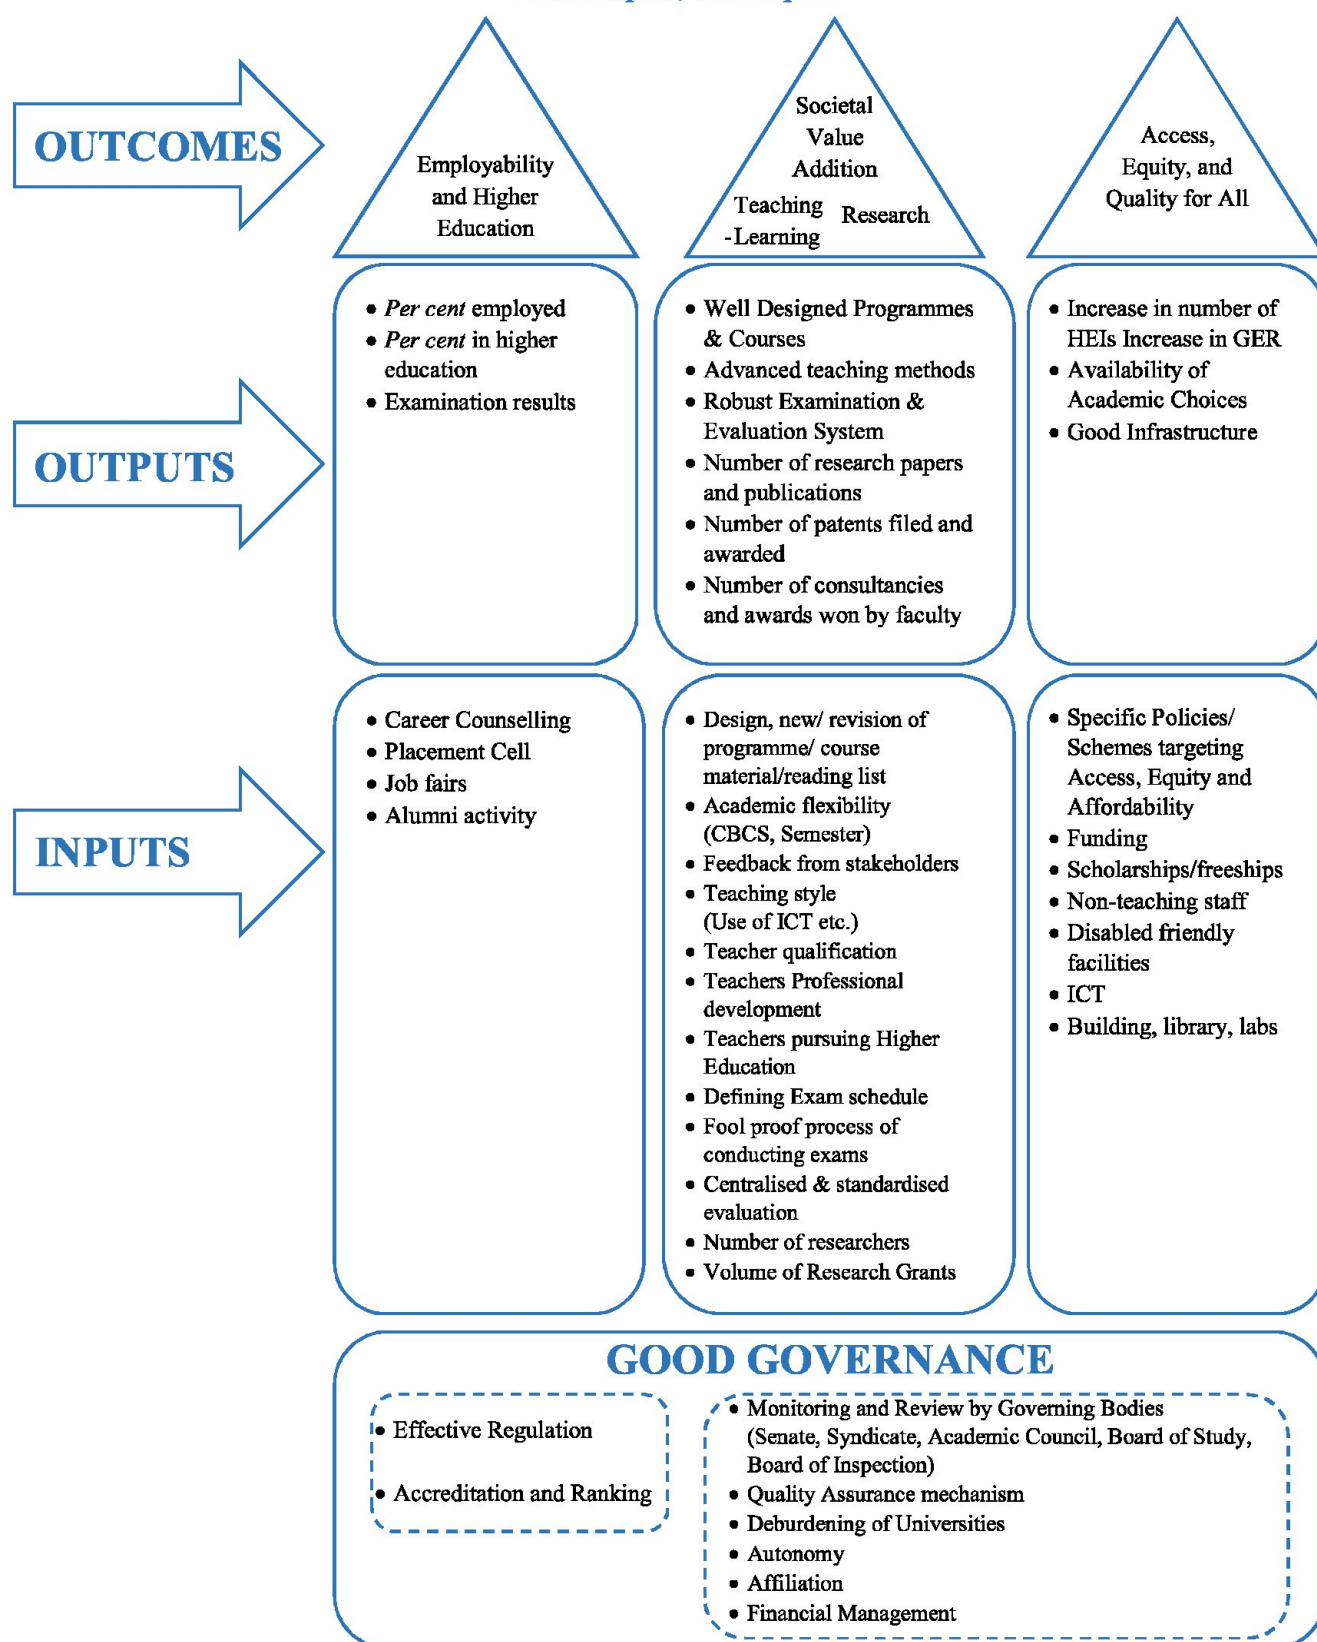 OUTCOMES
Employability
and Higher
Education
Societal
Value
Addition
Teaching
-Learning
Research
Access,
Equity, and
Quality for All
OUTPUTS
• Per cent employed
• Per cent in higher
education
• Examination results
• Well Designed Programmes
& Courses
• Advanced teaching methods
• Robust Examination &
Evaluation System
• Number of research papers
and publications
• Number of patents filed and
awarded
• Number of consultancies
and awards won by faculty
• Increase in number of
HEIs Increase in GER
• Availability of
Academic Choices
• Good Infrastructure
INPUTS
• Career Counselling
• Placement Cell
• Job fairs
• Alumni activity
• Design, new/ revision of
programme/ course
material/reading list
• Academic flexibility
(CBCS, Semester)
• Feedback from stakeholders
• Teaching style
(Use of ICT etc.)
• Teacher qualification
• Teachers Professional
development
• Teachers pursuing Higher
Education
• Defining Exam schedule
• Fool proof process of
conducting exams
• Centralised & standardised
evaluation
• Number of researchers
• Volume of Research Grants
• Specific Policies/
Schemes targeting
Access, Equity and
Affordability
• Funding
• Scholarships/freeships
• Non-teaching staff
• Disabled friendly
facilities
• ICT
• Building, library, labs
GOOD GOVERNANCE
• Effective Regulation
• Accreditation and Ranking
• Monitoring and Review by Governing Bodies
(Senate, Syndicate, Academic Council, Board of Study,
Board of Inspection)
• Quality Assurance mechanism
• Deburdening of Universities
• Autonomy
• Affiliation
• Financial Management